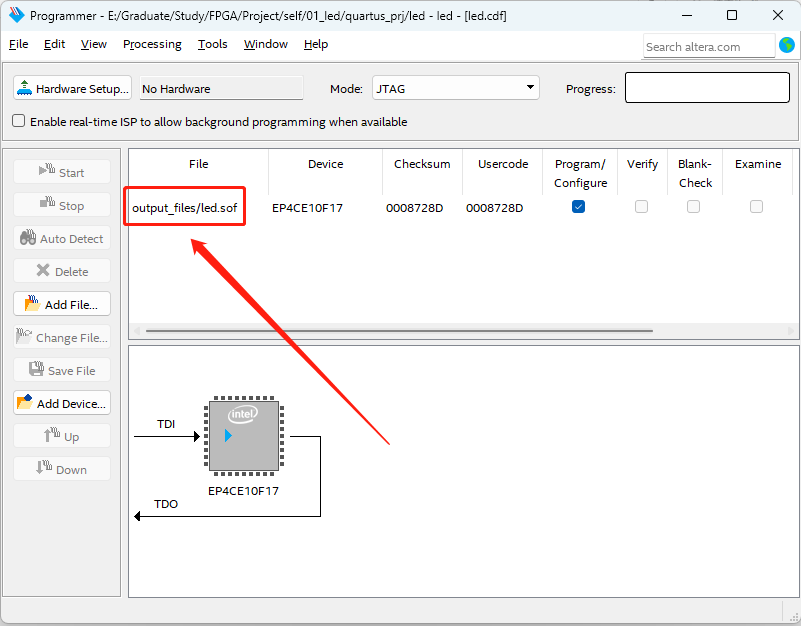 Programmer - E:/Graduate/Study/FPGA/Project/self/01_led/quartus_prj/led - led - [led.cdf]
File Edit View Processing Tools Window Help
Search altera.com
Hardware Setup... No Hardware Mode: JTAG Progress:
Enable real-time ISP to allow background programming when available
Start
Stop
Auto Detect
Delete
Add File...
Change File...
Save File
Add Device...
Up
Down
File Device Checksum Usercode Program/ Verify Blank- Examine
Configure Check
output_files/led.sof EP4CE10F17 0008728D 0008728D
TDI
intel
EP4CE10F17
TDO